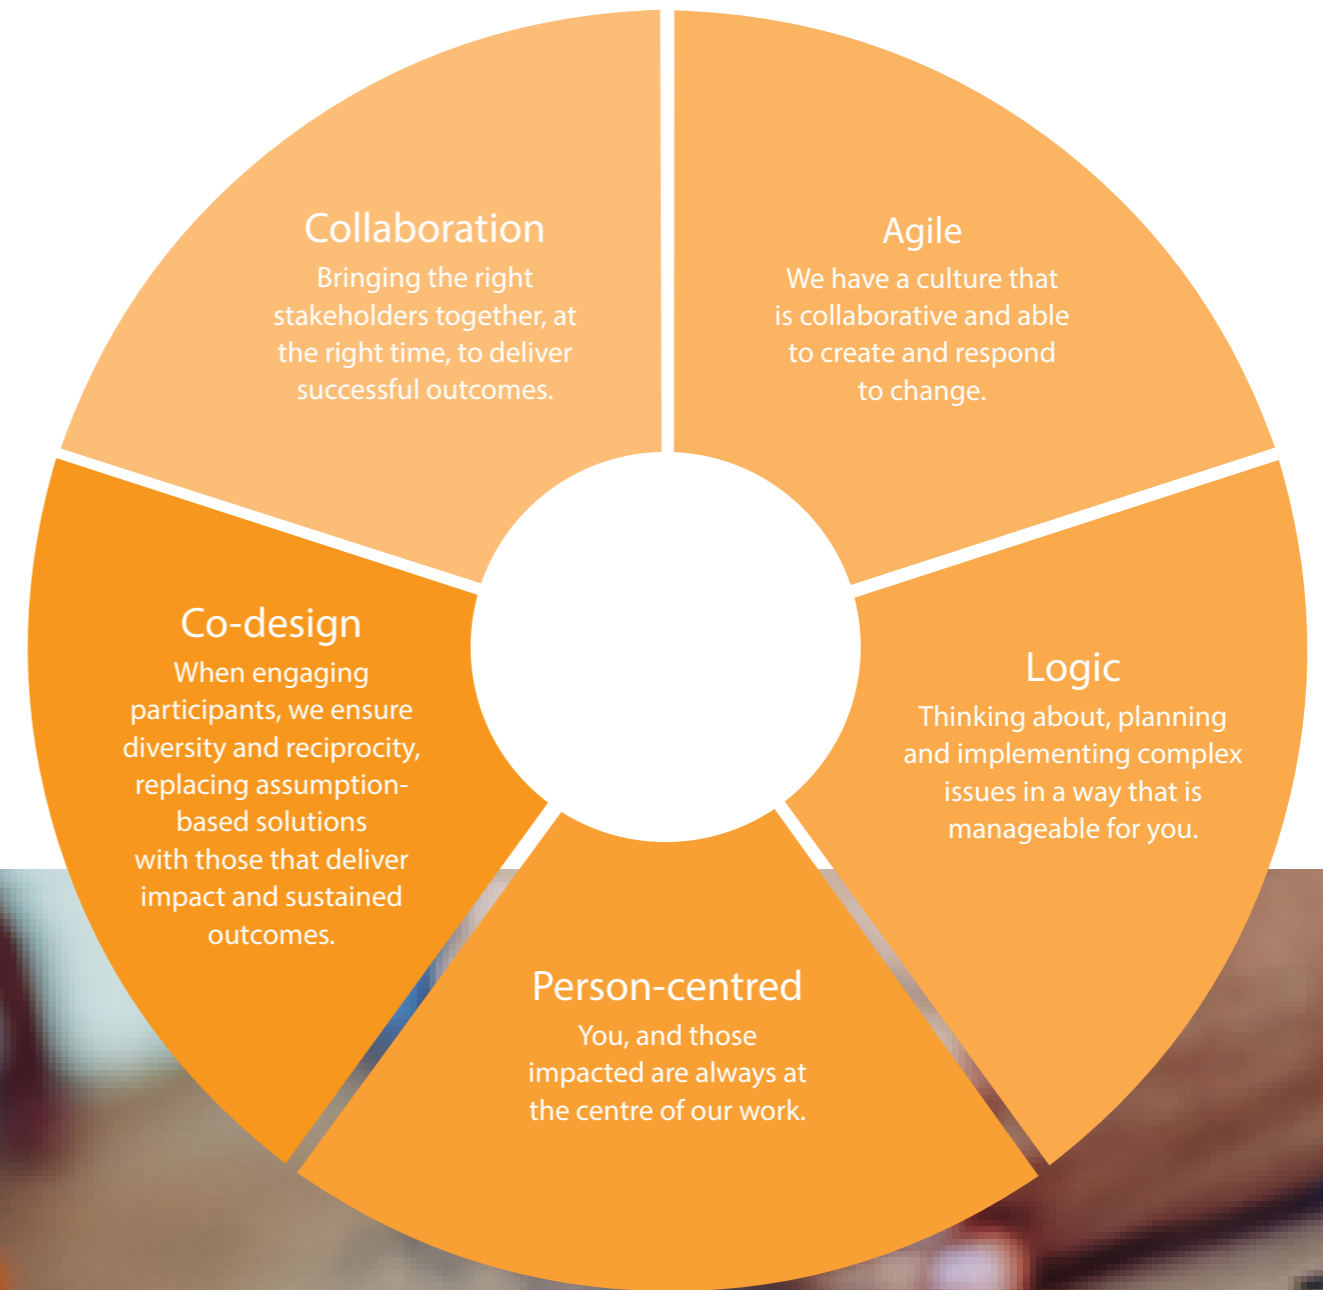 Collaboration
Bringing the right
stakeholders together, at
the right time, to deliver
successful outcomes.
Agile
We have a culture that
is collaborative and able
to create and respond
to change.
Logic
Thinking about, planning
and implementing complex
issues in a way that is
manageable for you.
Person-centred
You, and those
impacted are always at
the centre of our work.
Co-design
When engaging
participants, we ensure
diversity and reciprocity,
replacing assumption-
based solutions
with those that deliver
impact and sustained
outcomes.